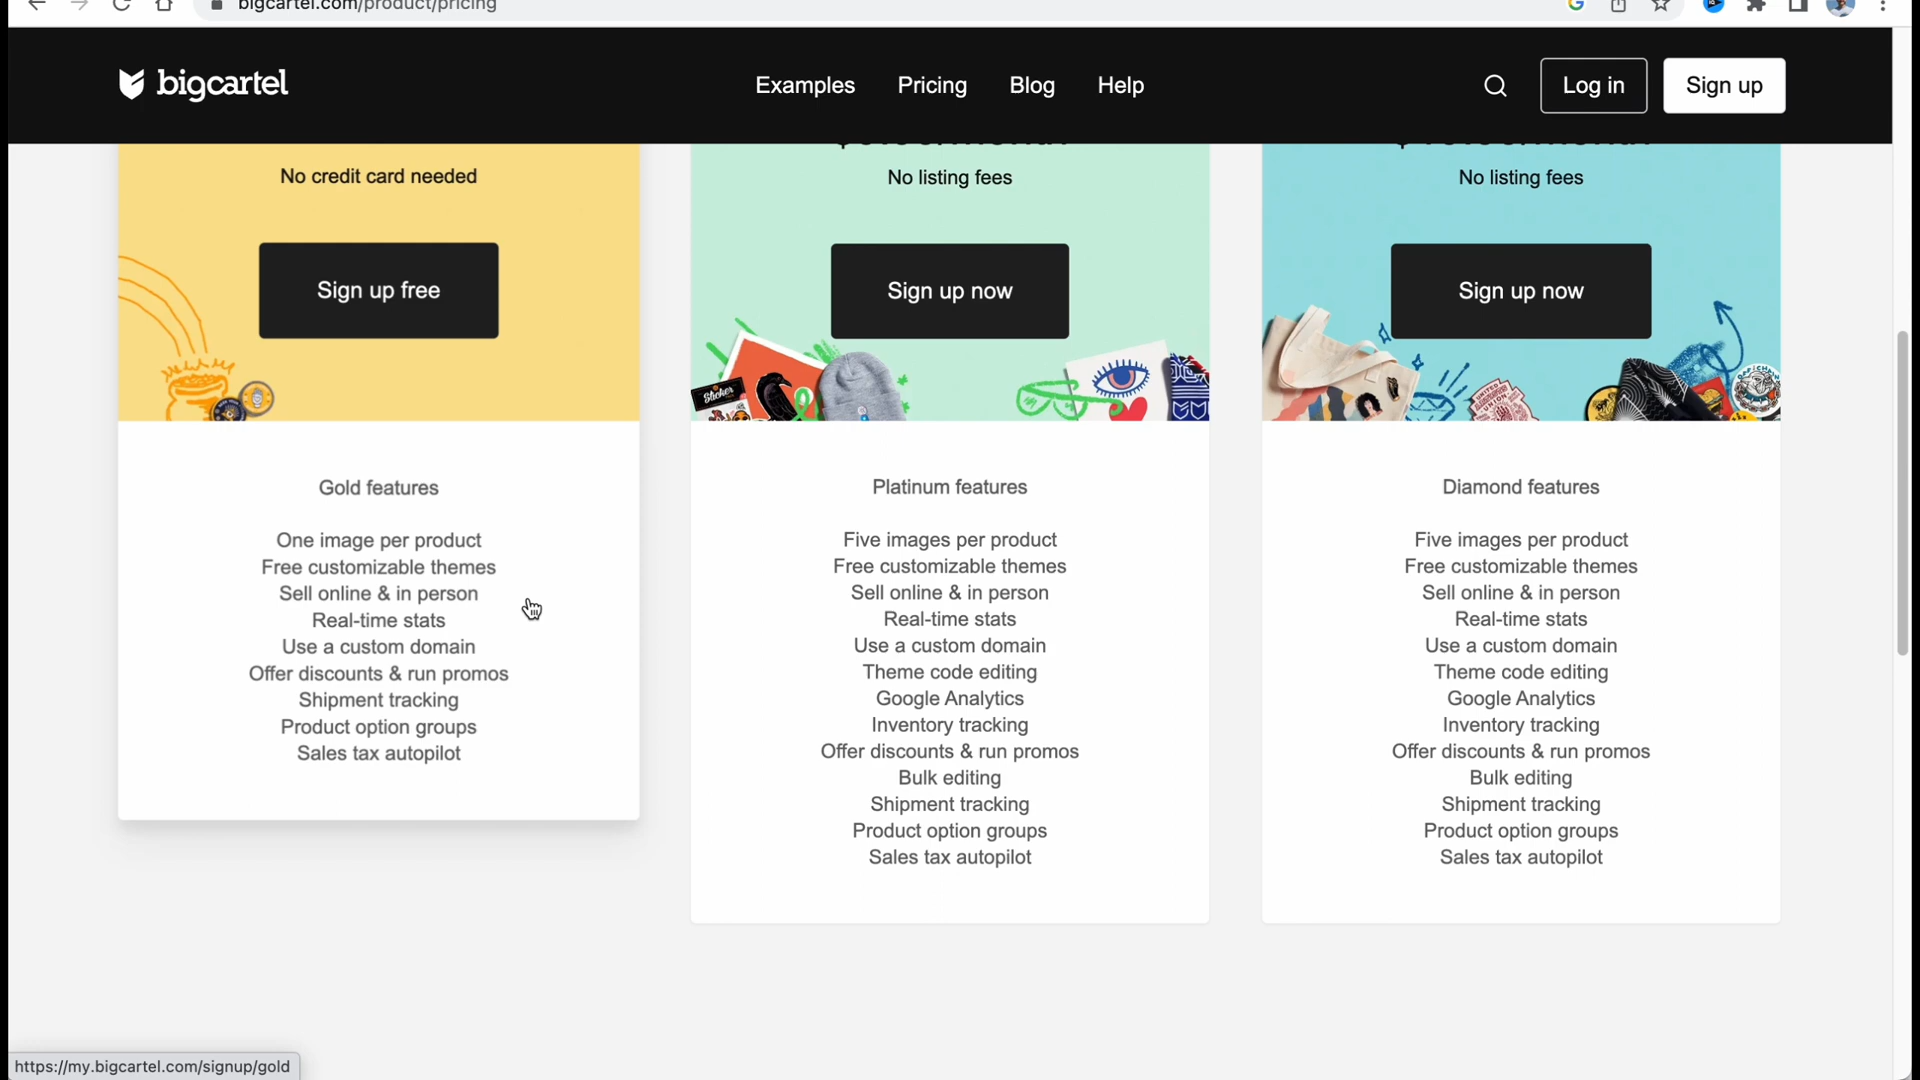 bigcartel.com/product/pricing
bigcartel
Examples
Pricing
Blog
Help
Log in
Sign up
No credit card needed
Sign up free
Gold features
One image per product
Free customizable themes
Sell online & in person
Real-time stats
Use a custom domain
Offer discounts & run promos
Shipment tracking
Product option groups
Sales tax autopilot
No listing fees
Sign up now
Sticker
Platinum features
Five images per product
Free customizable themes
Sell online & in person
Real-time stats
Use a custom domain
Theme code editing
Google Analytics
Inventory tracking
Offer discounts & run promos
Bulk editing
Shipment tracking
Product option groups
Sales tax autopilot
No listing fees
Sign up now
Diamond features
Five images per product
Free customizable themes
Sell online & in person
Real-time stats
Use a custom domain
Theme code editing
Google Analytics
Inventory tracking
Offer discounts & run promos
Bulk editing
Shipment tracking
Product option groups
Sales tax autopilot
https://my.bigcartel.com/signup/gold